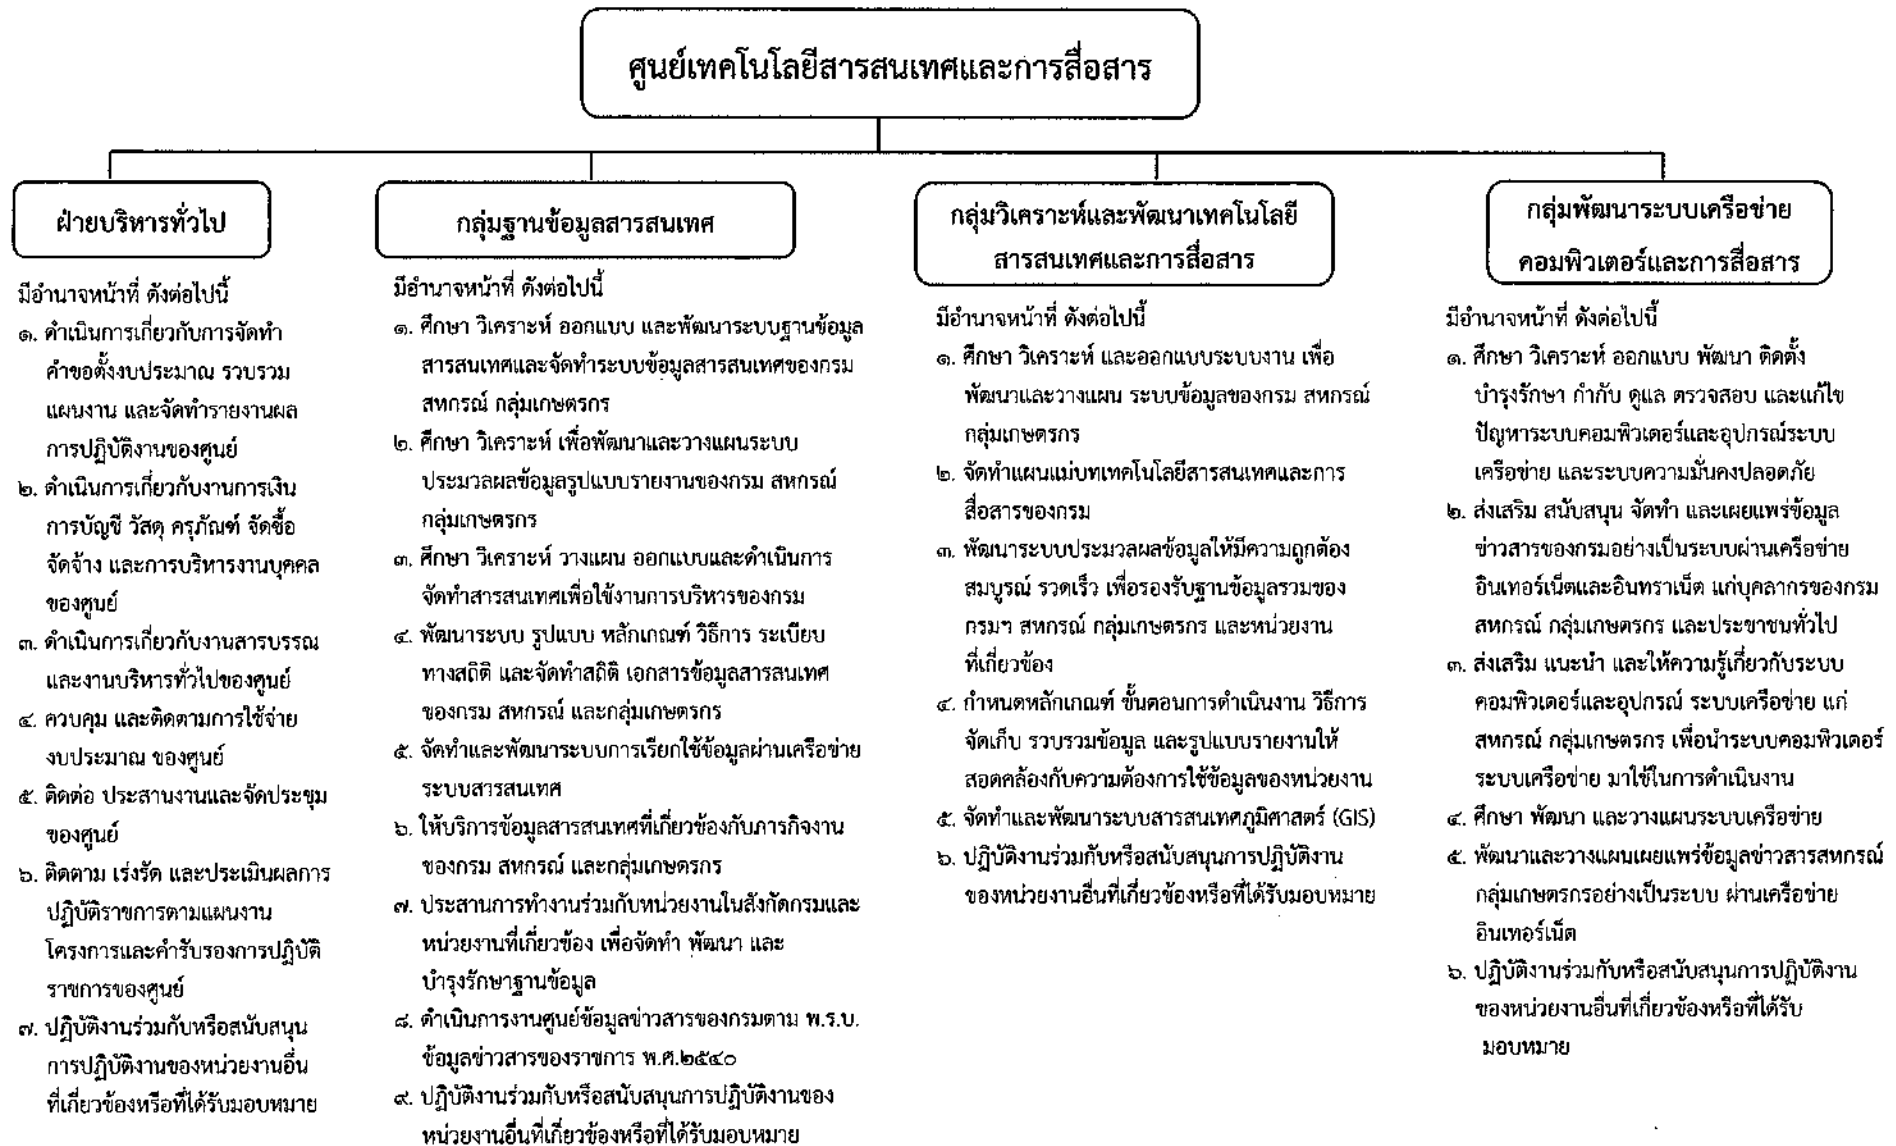 ศูนย์เทคโนโลยีสารสนเทศและการสื่อสาร
ฝ่ายบริหารทั่วไป
มีอำนาจหน้าที่ ดังต่อไปนี้
๑. ดำเนินการเกี่ยวกับการจัดทำ
คำขอตั้งงบประมาณ รวบรวม
แผนงาน และจัดทำรายงานผล
การปฏิบัติงานของศูนย์
๒. ดำเนินการเกี่ยวกับงานการเงิน
การบัญชี วัสดุ ครุภัณฑ์ จัดซื้อ
จัดจ้าง และการบริหารงานบุคคล
ของศูนย์
๓. ดำเนินการเกี่ยวกับงานสารบรรณ
และงานบริหารทั่วไปของศูนย์
๔. ควบคุม และติดตามการใช้จ่าย
งบประมาณ ของศูนย์
๕. ติดต่อ ประสานงานและจัดประชุม
ของศูนย์
๖. ติดตาม เร่งรัด และประเมินผลการ
ปฏิบัติราชการตามแผนงาน
โครงการและคำรับรองการปฏิบัติ
ราชการของศูนย์
๗. ปฏิบัติงานร่วมกับหรือสนับสนุน
การปฏิบัติงานของหน่วยงานอื่น
ที่เกี่ยวข้องหรือที่ได้รับมอบหมาย
กลุ่มฐานข้อมูลสารสนเทศ
มีอำนาจหน้าที่ ดังต่อไปนี้
๑. ศึกษา วิเคราะห์ ออกแบบ และพัฒนาระบบฐานข้อมูล
สารสนเทศและจัดทำระบบข้อมูลสารสนเทศของกรม
สหกรณ์ กลุ่มเกษตรกร
๒. ศึกษา วิเคราะห์ เพื่อพัฒนาและวางแผนระบบ
ประมวลผลข้อมูลรูปแบบรายงานของกรม สหกรณ์
กลุ่มเกษตรกร
๓. ศึกษา วิเคราะห์ วางแผน ออกแบบและดำเนินการ
จัดทำสารสนเทศเพื่อใช้งานการบริหารของกรม
๔. พัฒนาระบบ รูปแบบ หลักเกณฑ์ วิธีการ ระเบียบ
ทางสถิติ และจัดทำสถิติ เอกสารข้อมูลสารสนเทศ
ของกรม สหกรณ์ และกลุ่มเกษตรกร
๕. จัดทำและพัฒนาระบบการเรียกใช้ข้อมูลผ่านเครือข่าย
ระบบสารสนเทศ
๖. ให้บริการข้อมูลสารสนเทศที่เกี่ยวข้องกับภารกิจงาน
ของกรม สหกรณ์ และกลุ่มเกษตรกร
๗. ประสานการทำงานร่วมกับหน่วยงานในสังกัดกรมและ
หน่วยงานที่เกี่ยวข้อง เพื่อจัดทำ พัฒนา และ
บำรุงรักษาฐานข้อมูล
๘. ดำเนินการงานศูนย์ข้อมูลข่าวสารของกรมตาม พ.ร.บ.
ข้อมูลข่าวสารของราชการ พ.ศ.๒๕๔๐
๙. ปฏิบัติงานร่วมกับหรือสนับสนุนการปฏิบัติงานของ
หน่วยงานอื่นที่เกี่ยวข้องหรือที่ได้รับมอบหมาย
กลุ่มวิเคราะห์และพัฒนาเทคโนโลยี
สารสนเทศและการสื่อสาร
มีอำนาจหน้าที่ ดังต่อไปนี้
๑. ศึกษา วิเคราะห์ และออกแบบระบบงาน เพื่อ
พัฒนาและวางแผน ระบบข้อมูลของกรม สหกรณ์
กลุ่มเกษตรกร
๒. จัดทำแผนแม่บทเทคโนโลยีสารสนเทศและการ
สื่อสารของกรม
๓. พัฒนาระบบประมวลผลข้อมูลให้มีความถูกต้อง
สมบูรณ์ รวดเร็ว เพื่อรองรับฐานข้อมูลรวมของ
กรมฯ สหกรณ์ กลุ่มเกษตรกร และหน่วยงาน
ที่เกี่ยวข้อง
๔. กำหนดหลักเกณฑ์ ขั้นตอนการดำเนินงาน วิธีการ
จัดเก็บ รวบรวมข้อมูล และรูปแบบรายงานให้
สอดคล้องกับความต้องการใช้ข้อมูลของหน่วยงาน
๕. จัดทำและพัฒนาระบบสารสนเทศภูมิศาสตร์ (GIS)
๖. ปฏิบัติงานร่วมกับหรือสนับสนุนการปฏิบัติงาน
ของหน่วยงานอื่นที่เกี่ยวข้องหรือที่ได้รับมอบหมาย
กลุ่มพัฒนาระบบเครือข่าย
คอมพิวเตอร์และการสื่อสาร
มีอำนาจหน้าที่ ดังต่อไปนี้
๑. ศึกษา วิเคราะห์ ออกแบบ พัฒนา ติดตั้ง
บำรุงรักษา กำกับ ดูแล ตรวจสอบ และแก้ไข
ปัญหาระบบคอมพิวเตอร์และอุปกรณ์ระบบ
เครือข่าย และระบบความมั่นคงปลอดภัย
๒. ส่งเสริม สนับสนุน จัดทำ และเผยแพร่ข้อมูล
ข่าวสารของกรมอย่างเป็นระบบผ่านเครือข่าย
อินเทอร์เน็ตและอินทราเน็ต แก่บุคลากรของกรม
สหกรณ์ กลุ่มเกษตรกร และประชาชนทั่วไป
๓. ส่งเสริม แนะนำ และให้ความรู้เกี่ยวกับระบบ
คอมพิวเตอร์และอุปกรณ์ ระบบเครือข่าย แก่
สหกรณ์ กลุ่มเกษตรกร เพื่อนำระบบคอมพิวเตอร์
ระบบเครือข่าย มาใช้ในการดำเนินงาน
๔. ศึกษา พัฒนา และวางแผนระบบเครือข่าย
๕. พัฒนาและวางแผนเผยแพร่ข้อมูลข่าวสารสหกรณ์
กลุ่มเกษตรกรอย่างเป็นระบบ ผ่านเครือข่าย
อินเทอร์เน็ต
๖. ปฏิบัติงานร่วมกับหรือสนับสนุนการปฏิบัติงาน
ของหน่วยงานอื่นที่เกี่ยวข้องหรือที่ได้รับ
มอบหมาย